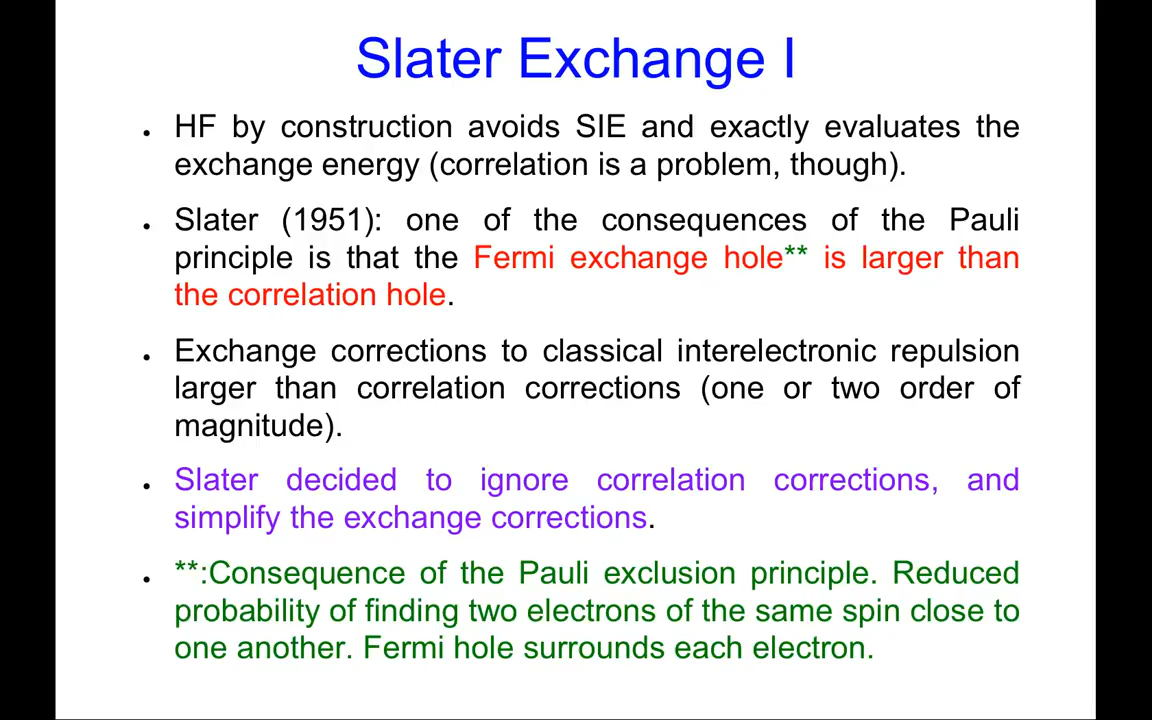 Slater Exchange I
• HF by construction avoids SIE and exactly evaluates the
exchange energy (correlation is a problem, though).
• Slater (1951): one of the consequences of the Pauli
principle is that the Fermi exchange hole** is larger than
the correlation hole.
• Exchange corrections to classical interelectronic repulsion
larger than correlation corrections (one or two order of
magnitude).
• Slater decided to ignore correlation corrections, and
simplify the exchange corrections.
• **:Consequence of the Pauli exclusion principle. Reduced
probability of finding two electrons of the same spin close to
one another. Fermi hole surrounds each electron.